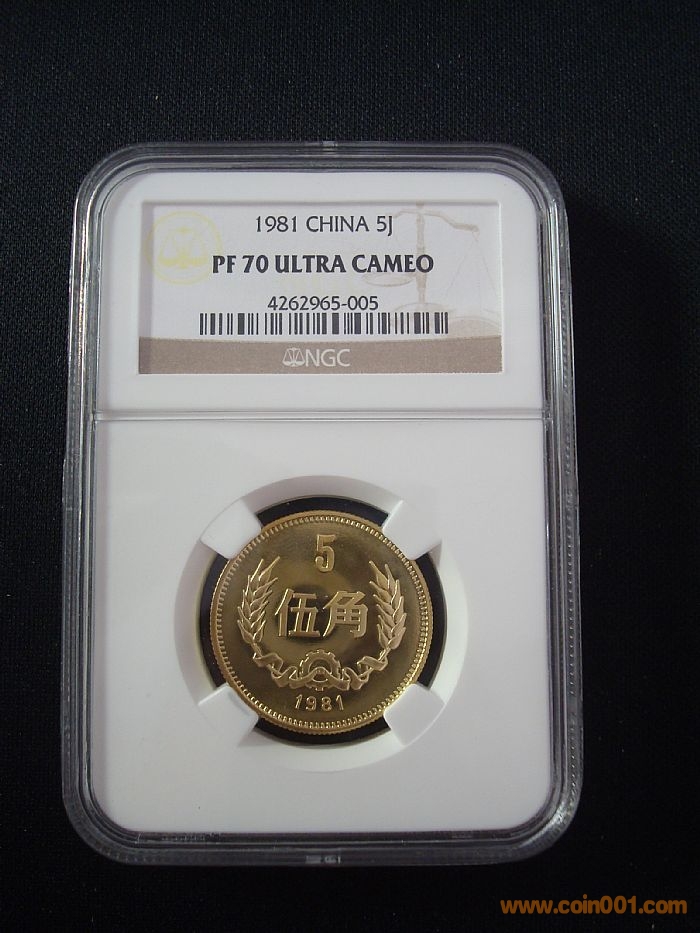 1981 CHINA 5J
PF 70 ULTRA CAMEO
4262965-005
NGC
5
伍角
1981
www.coin001.com